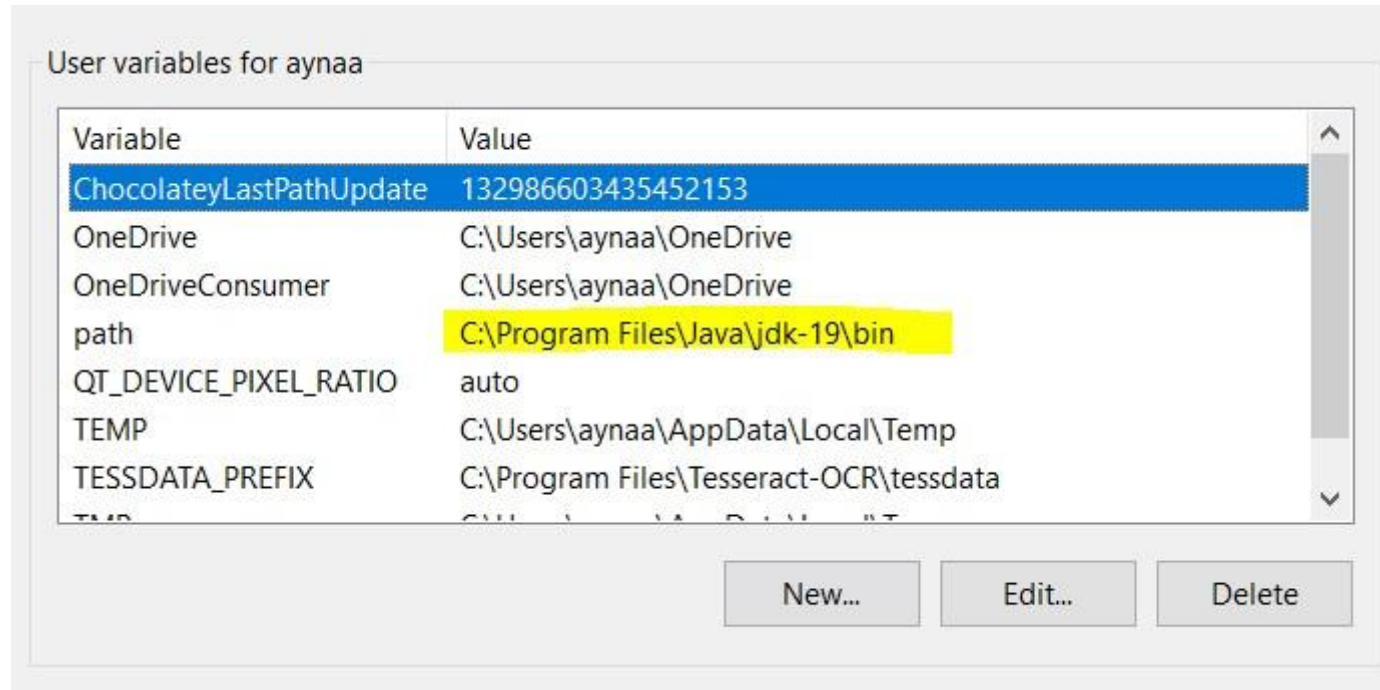 User variables for aynaa
Variable Value
ChocolateyLastPathUpdate 132986603435452153
OneDrive C:\Users\aynaa\OneDrive
OneDriveConsumer C:\Users\aynaa\OneDrive
path C:\Program Files\Java\jdk-19\bin
QT_DEVICE_PIXEL_RATIO auto
TEMP C:\Users\aynaa\AppData\Local\Temp
TESSDATA_PREFIX C:\Program Files\Tesseract-OCR\tessdata
New... Edit... Delete